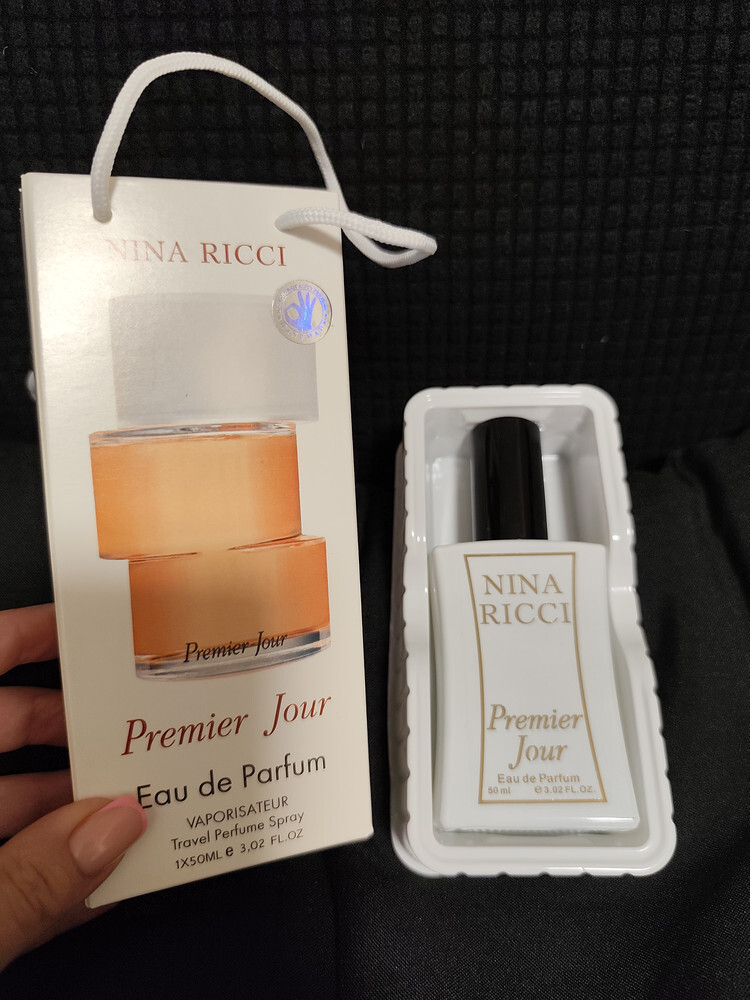 NINA RICCI
Premier Jour
Premier Jour
Eau de Parfum
VAPORISATEUR
Travel Perfume Spray
1X50ML e 3,02 FL.OZ
NINA
RICCI
Premier
Jour
Eau de Parfum
50 ml e3.02 FL.OZ.